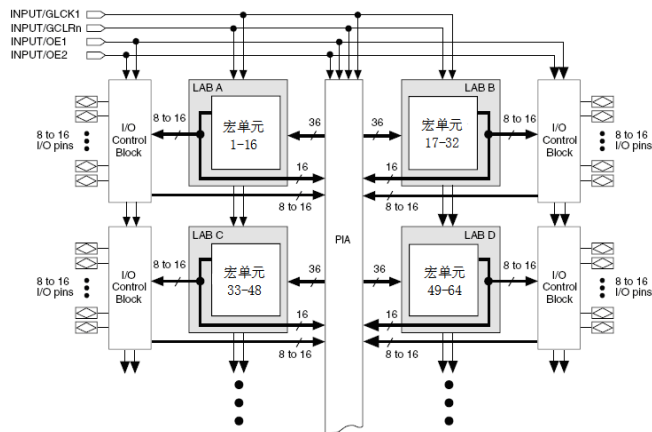 INPUT/GLCK1
INPUT/GCLRn
INPUT/OE1
INPUT/OE2
LAB A
LAB B
8 to 16
I/O pins
I/O
Control
Block
8 to 16
宏单元
1-16
36
36
宏单元
17-32
8 to 16
I/O
Control
Block
8 to 16
I/O pins
16
16
8 to 16
8 to 16
PIA
LAB C
LAB D
8 to 16
I/O pins
I/O
Control
Block
8 to 16
宏单元
33-48
36
36
宏单元
49-64
8 to 16
I/O
Control
Block
8 to 16
I/O pins
16
16
8 to 16
8 to 16